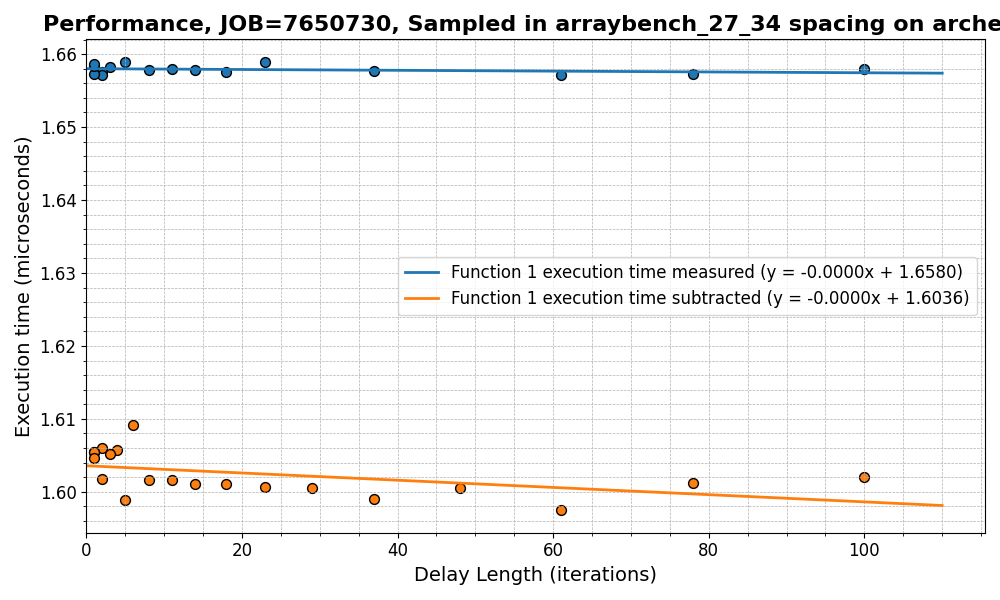 Performance, JOB=7650730, Sampled in arraybench_27_34 spacing on arche
Execution time (microseconds)
1.66
1.65
1.64
1.63
1.62
1.61
1.60
Function 1 execution time measured (y = -0.0000x + 1.6580)
Function 1 execution time subtracted (y = -0.0000x + 1.6036)
0 20 40 60 80 100
Delay Length (iterations)